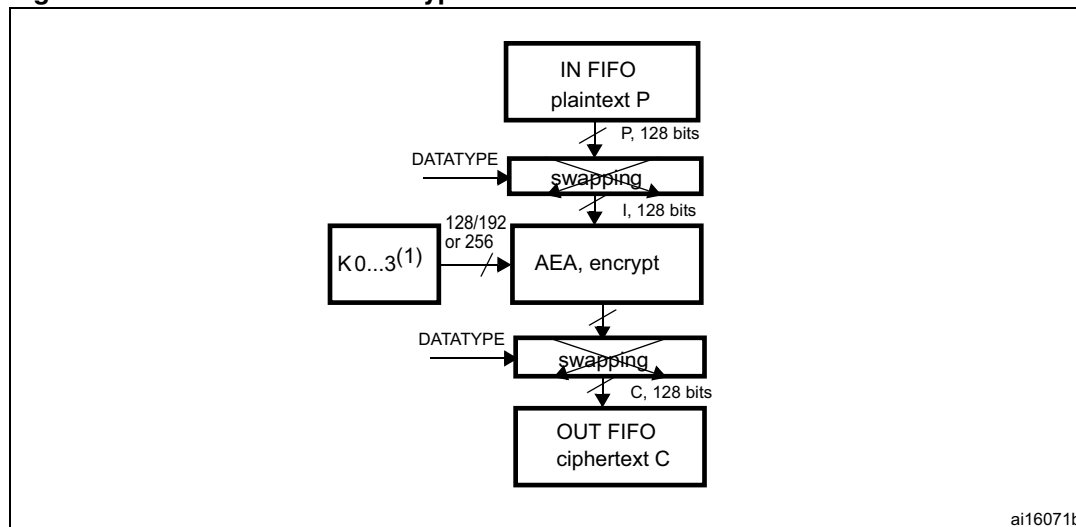 IN FIFO
plaintext P
P, 128 bits
DATATYPE
swapping
I, 128 bits
128/192
or 256
K0...3(1)
AEA, encrypt
DATATYPE
swapping
C, 128 bits
OUT FIFO
ciphertext C
ai16071b